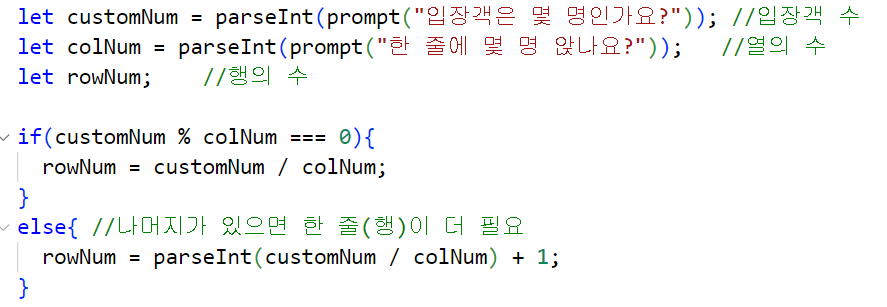 let customNum = parseInt(prompt("입장객은 몇 명인가요?")); //입장객 수
let colNum = parseInt(prompt("한 줄에 몇 명 앉나요?"));   //열의 수
let rowNum;    //행의 수
if(customNum % colNum === 0){
  rowNum = customNum / colNum;
}
else{ //나머지가 있으면 한 줄(행)이 더 필요
  rowNum = parseInt(customNum / colNum) + 1;
}